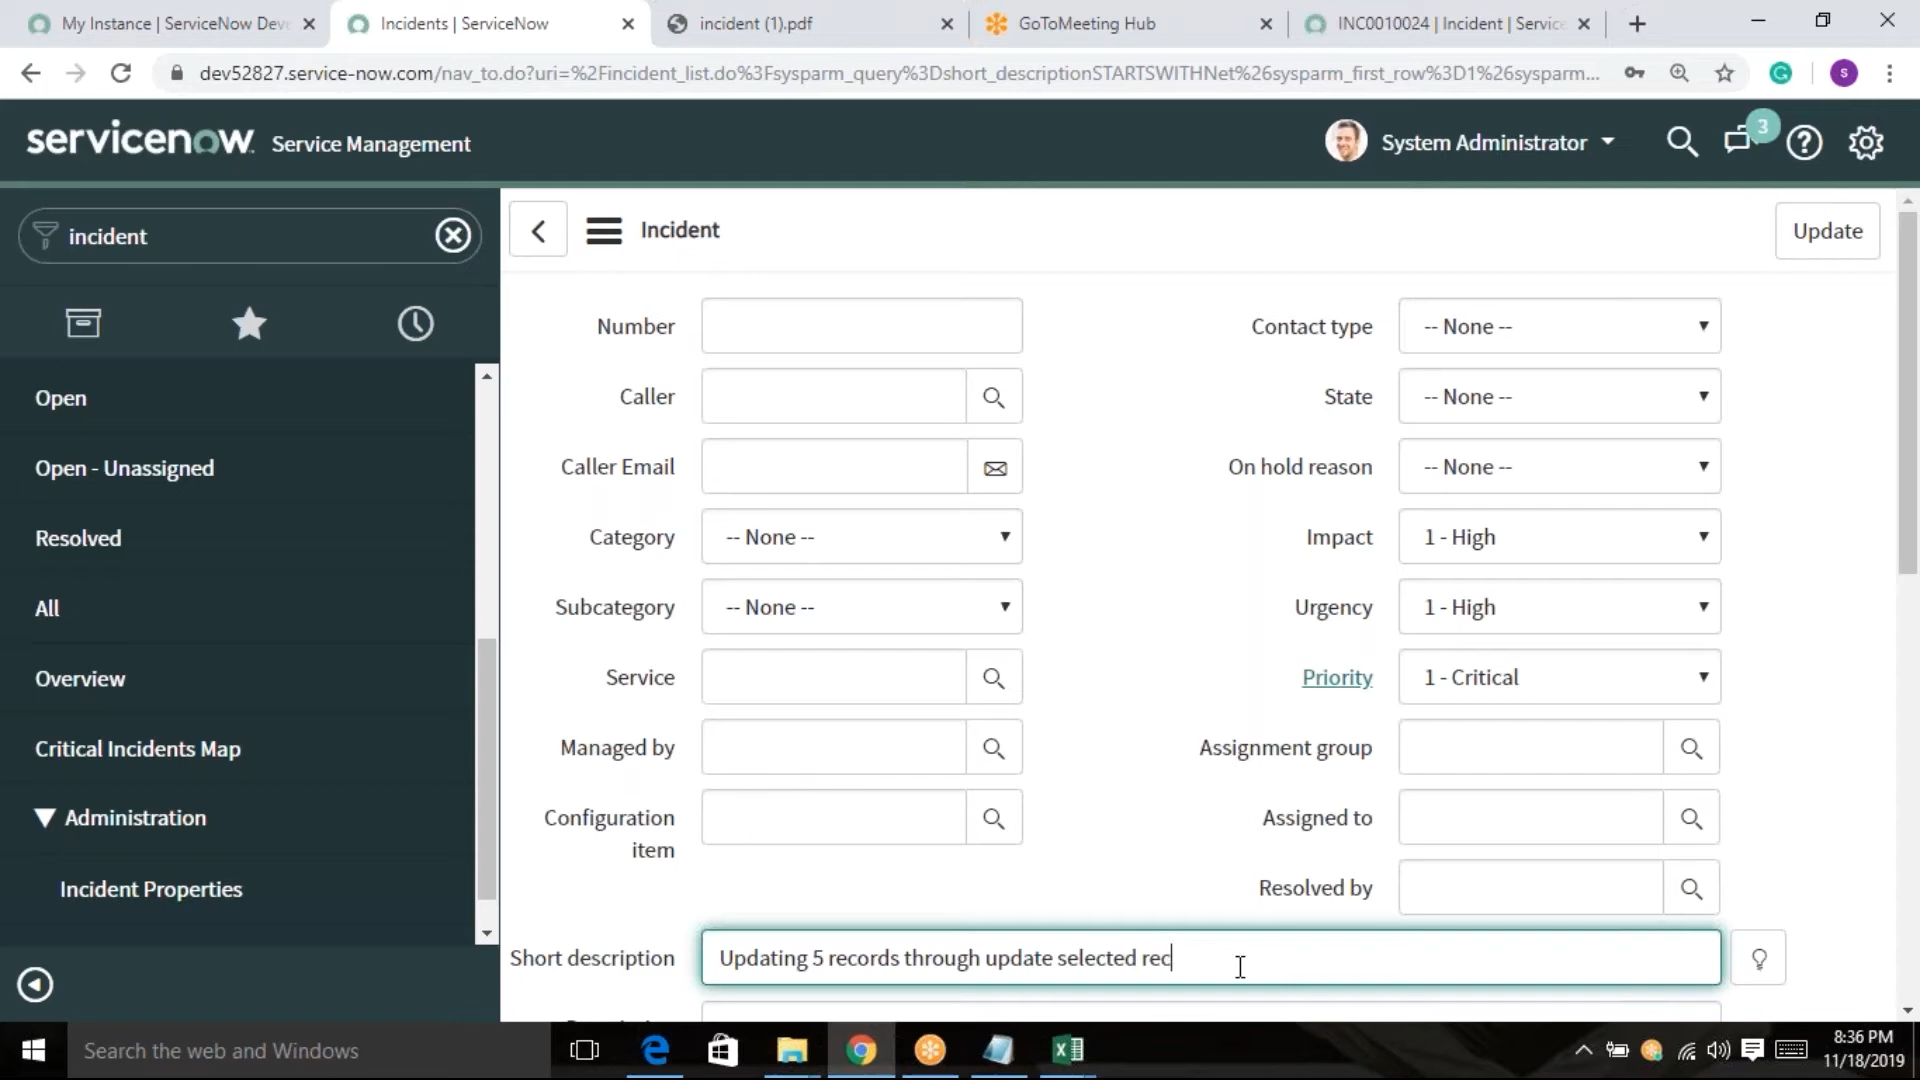 My Instance | ServiceNow Dev
Incidents | ServiceNow
incident (1).pdf
GoToMeeting Hub
INC0010024 | Incident | Service
dev52827.service-now.com/nav_to.do?uri=%2Fincident_list.do%3Fsysparm_query%3Dshort_descriptionSTARTSWITHNet%26sysparm_first_row%3D1%26sysparm...
S
servicenow Service Management
System Administrator
3
incident
Incident
Update
Open
Open - Unassigned
Resolved
All
Overview
Critical Incidents Map
Administration
Incident Properties
Number
Contact type
-- None --
Caller
State
-- None --
Caller Email
On hold reason
-- None --
Category
-- None --
Impact
1 - High
Subcategory
-- None --
Urgency
1 - High
Service
Priority
1 - Critical
Managed by
Assignment group
Configuration
item
Assigned to
Resolved by
Short description
Updating 5 records through update selected rec
Search the web and Windows
8:36 PM
11/18/2019